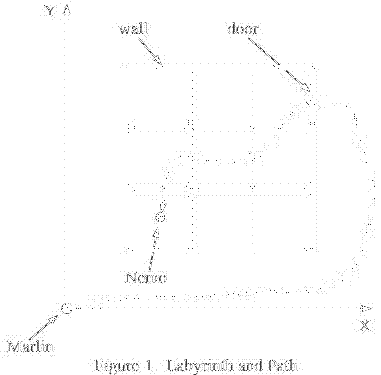 Y
wall door
Nemo
X
Marlin
Figure 1. Labyrinth and Path